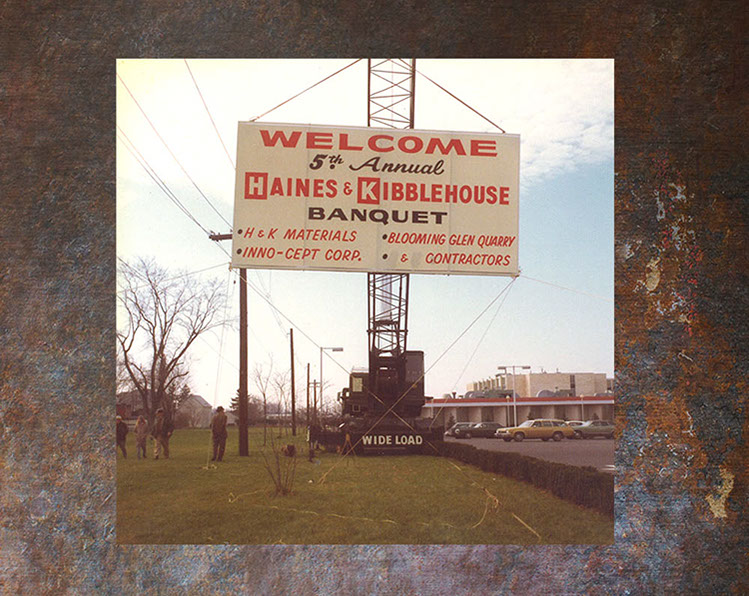 WELCOME
5th Annual
HAINES & KIBBLEHOUSE
BANQUET
• H & K MATERIALS
• INNO-CEPT CORP.
• BLOOMING GLEN QUARRY
• & CONTRACTORS
WIDE LOAD